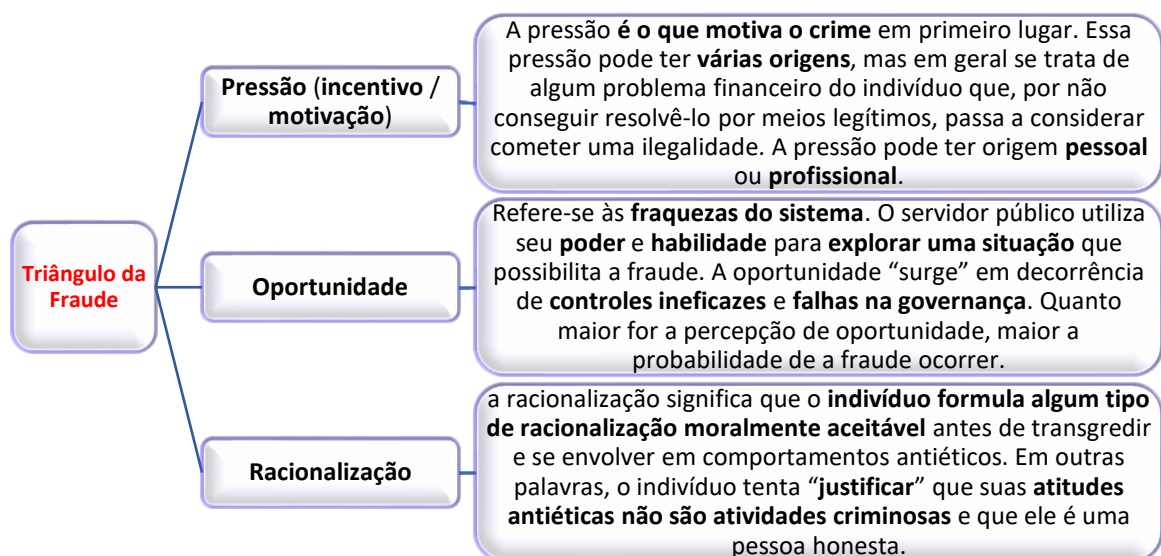 Triângulo da
Fraude
Pressão (incentivo /
motivação)
A pressão é o que motiva o crime em primeiro lugar. Essa
pressão pode ter várias origens, mas em geral se trata de
algum problema financeiro do indivíduo que, por não
conseguir resolvê-lo por meios legítimos, passa a considerar
cometer uma ilegalidade. A pressão pode ter origem pessoal
ou profissional.
Oportunidade
Refere-se às fraquezas do sistema. O servidor público utiliza
seu poder e habilidade para explorar uma situação que
possibilita a fraude. A oportunidade “surge” em decorrência
de controles ineficazes e falhas na governança. Quanto
maior for a percepção de oportunidade, maior a
probabilidade de a fraude ocorrer.
Racionalização
a racionalização significa que o indivíduo formula algum tipo
de racionalização moralmente aceitável antes de transgredir
e se envolver em comportamentos antiéticos. Em outras
palavras, o indivíduo tenta “justificar” que suas atitudes
antiéticas não são atividades criminosas e que ele é uma
pessoa honesta.